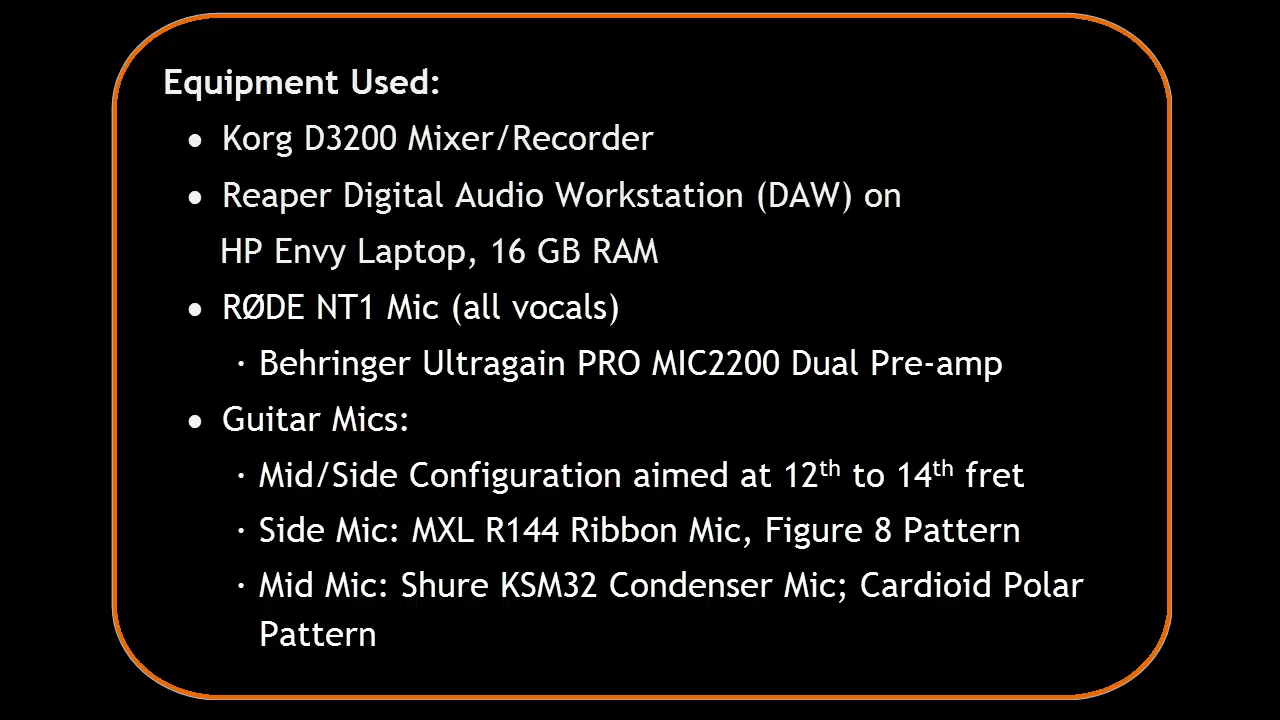 Equipment Used:
• Korg D3200 Mixer/Recorder
• Reaper Digital Audio Workstation (DAW) on
HP Envy Laptop, 16 GB RAM
• RØDE NT1 Mic (all vocals)
· Behringer Ultragain PRO MIC2200 Dual Pre-amp
• Guitar Mics:
· Mid/Side Configuration aimed at 12th to 14th fret
· Side Mic: MXL R144 Ribbon Mic, Figure 8 Pattern
· Mid Mic: Shure KSM32 Condenser Mic; Cardioid Polar
Pattern